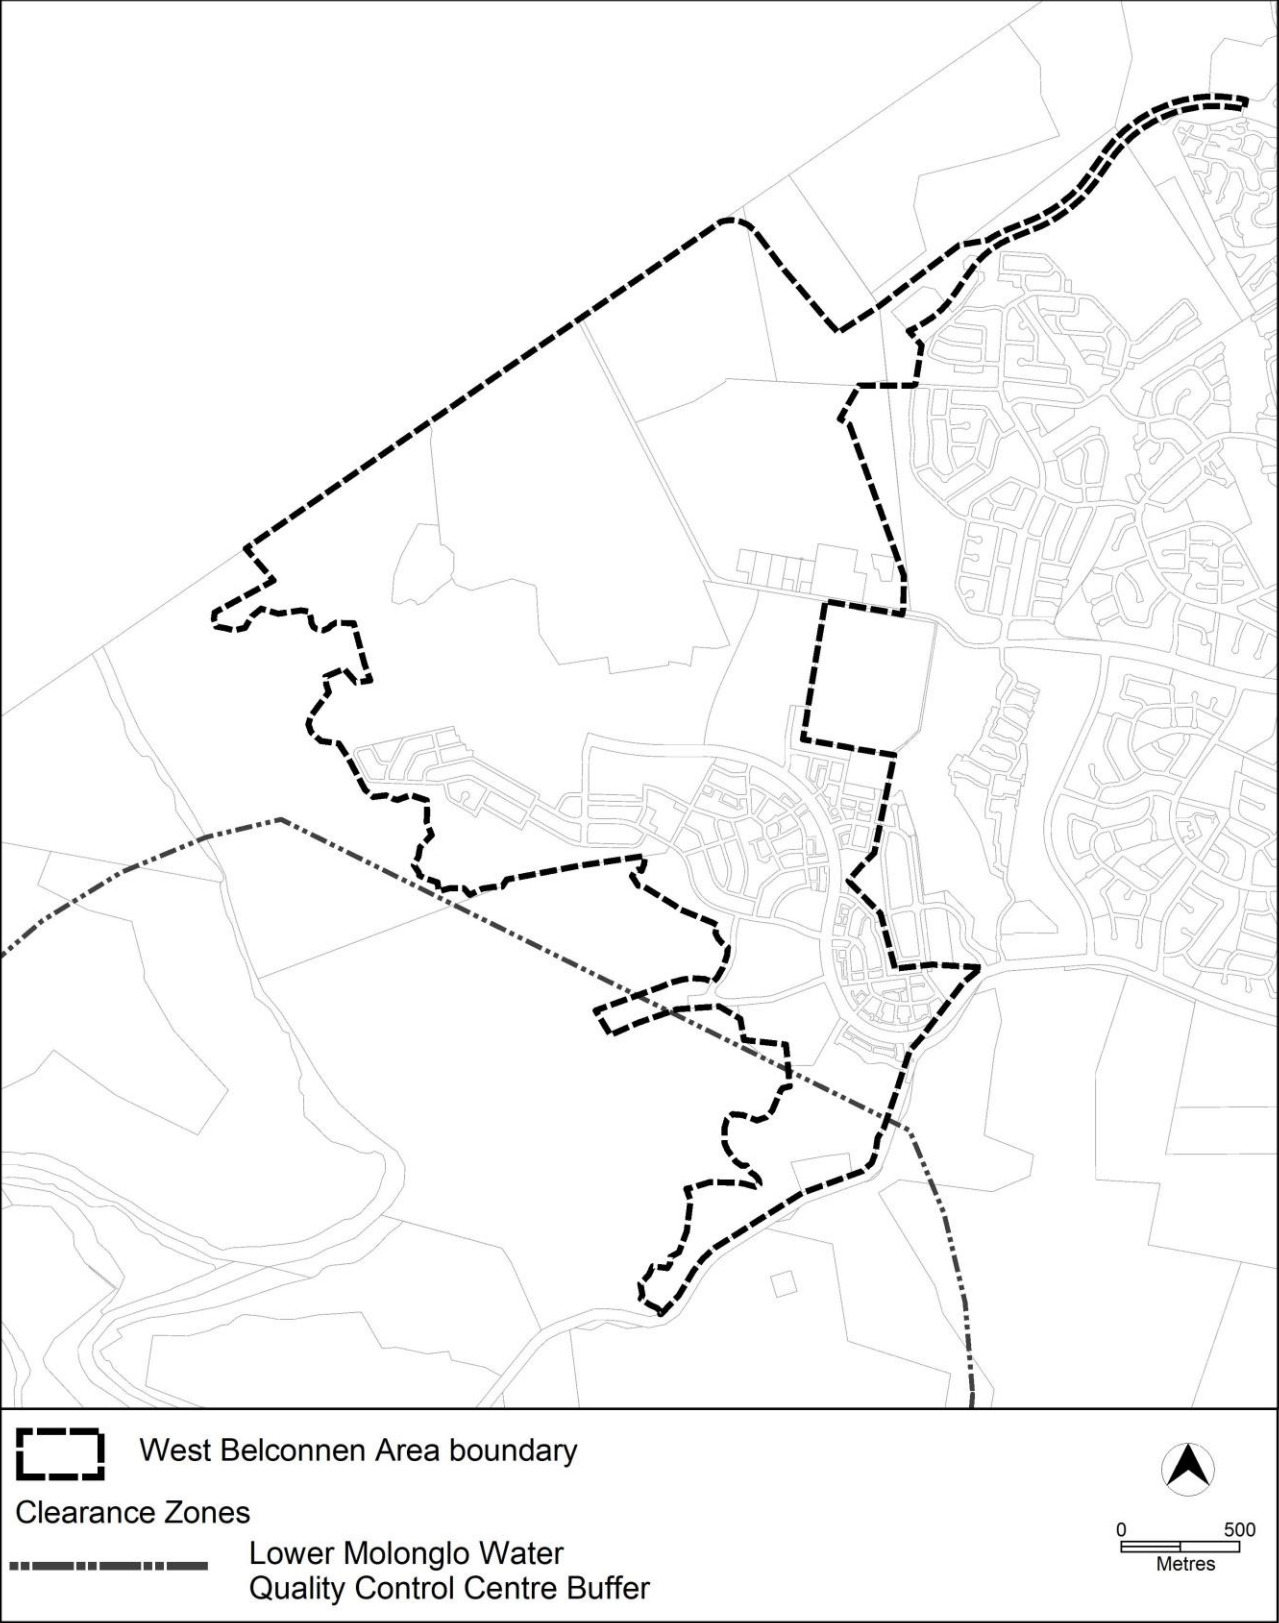 West Belconnen Area boundary
Clearance Zones
Lower Molonglo Water
Quality Control Centre Buffer
0 500
Metres